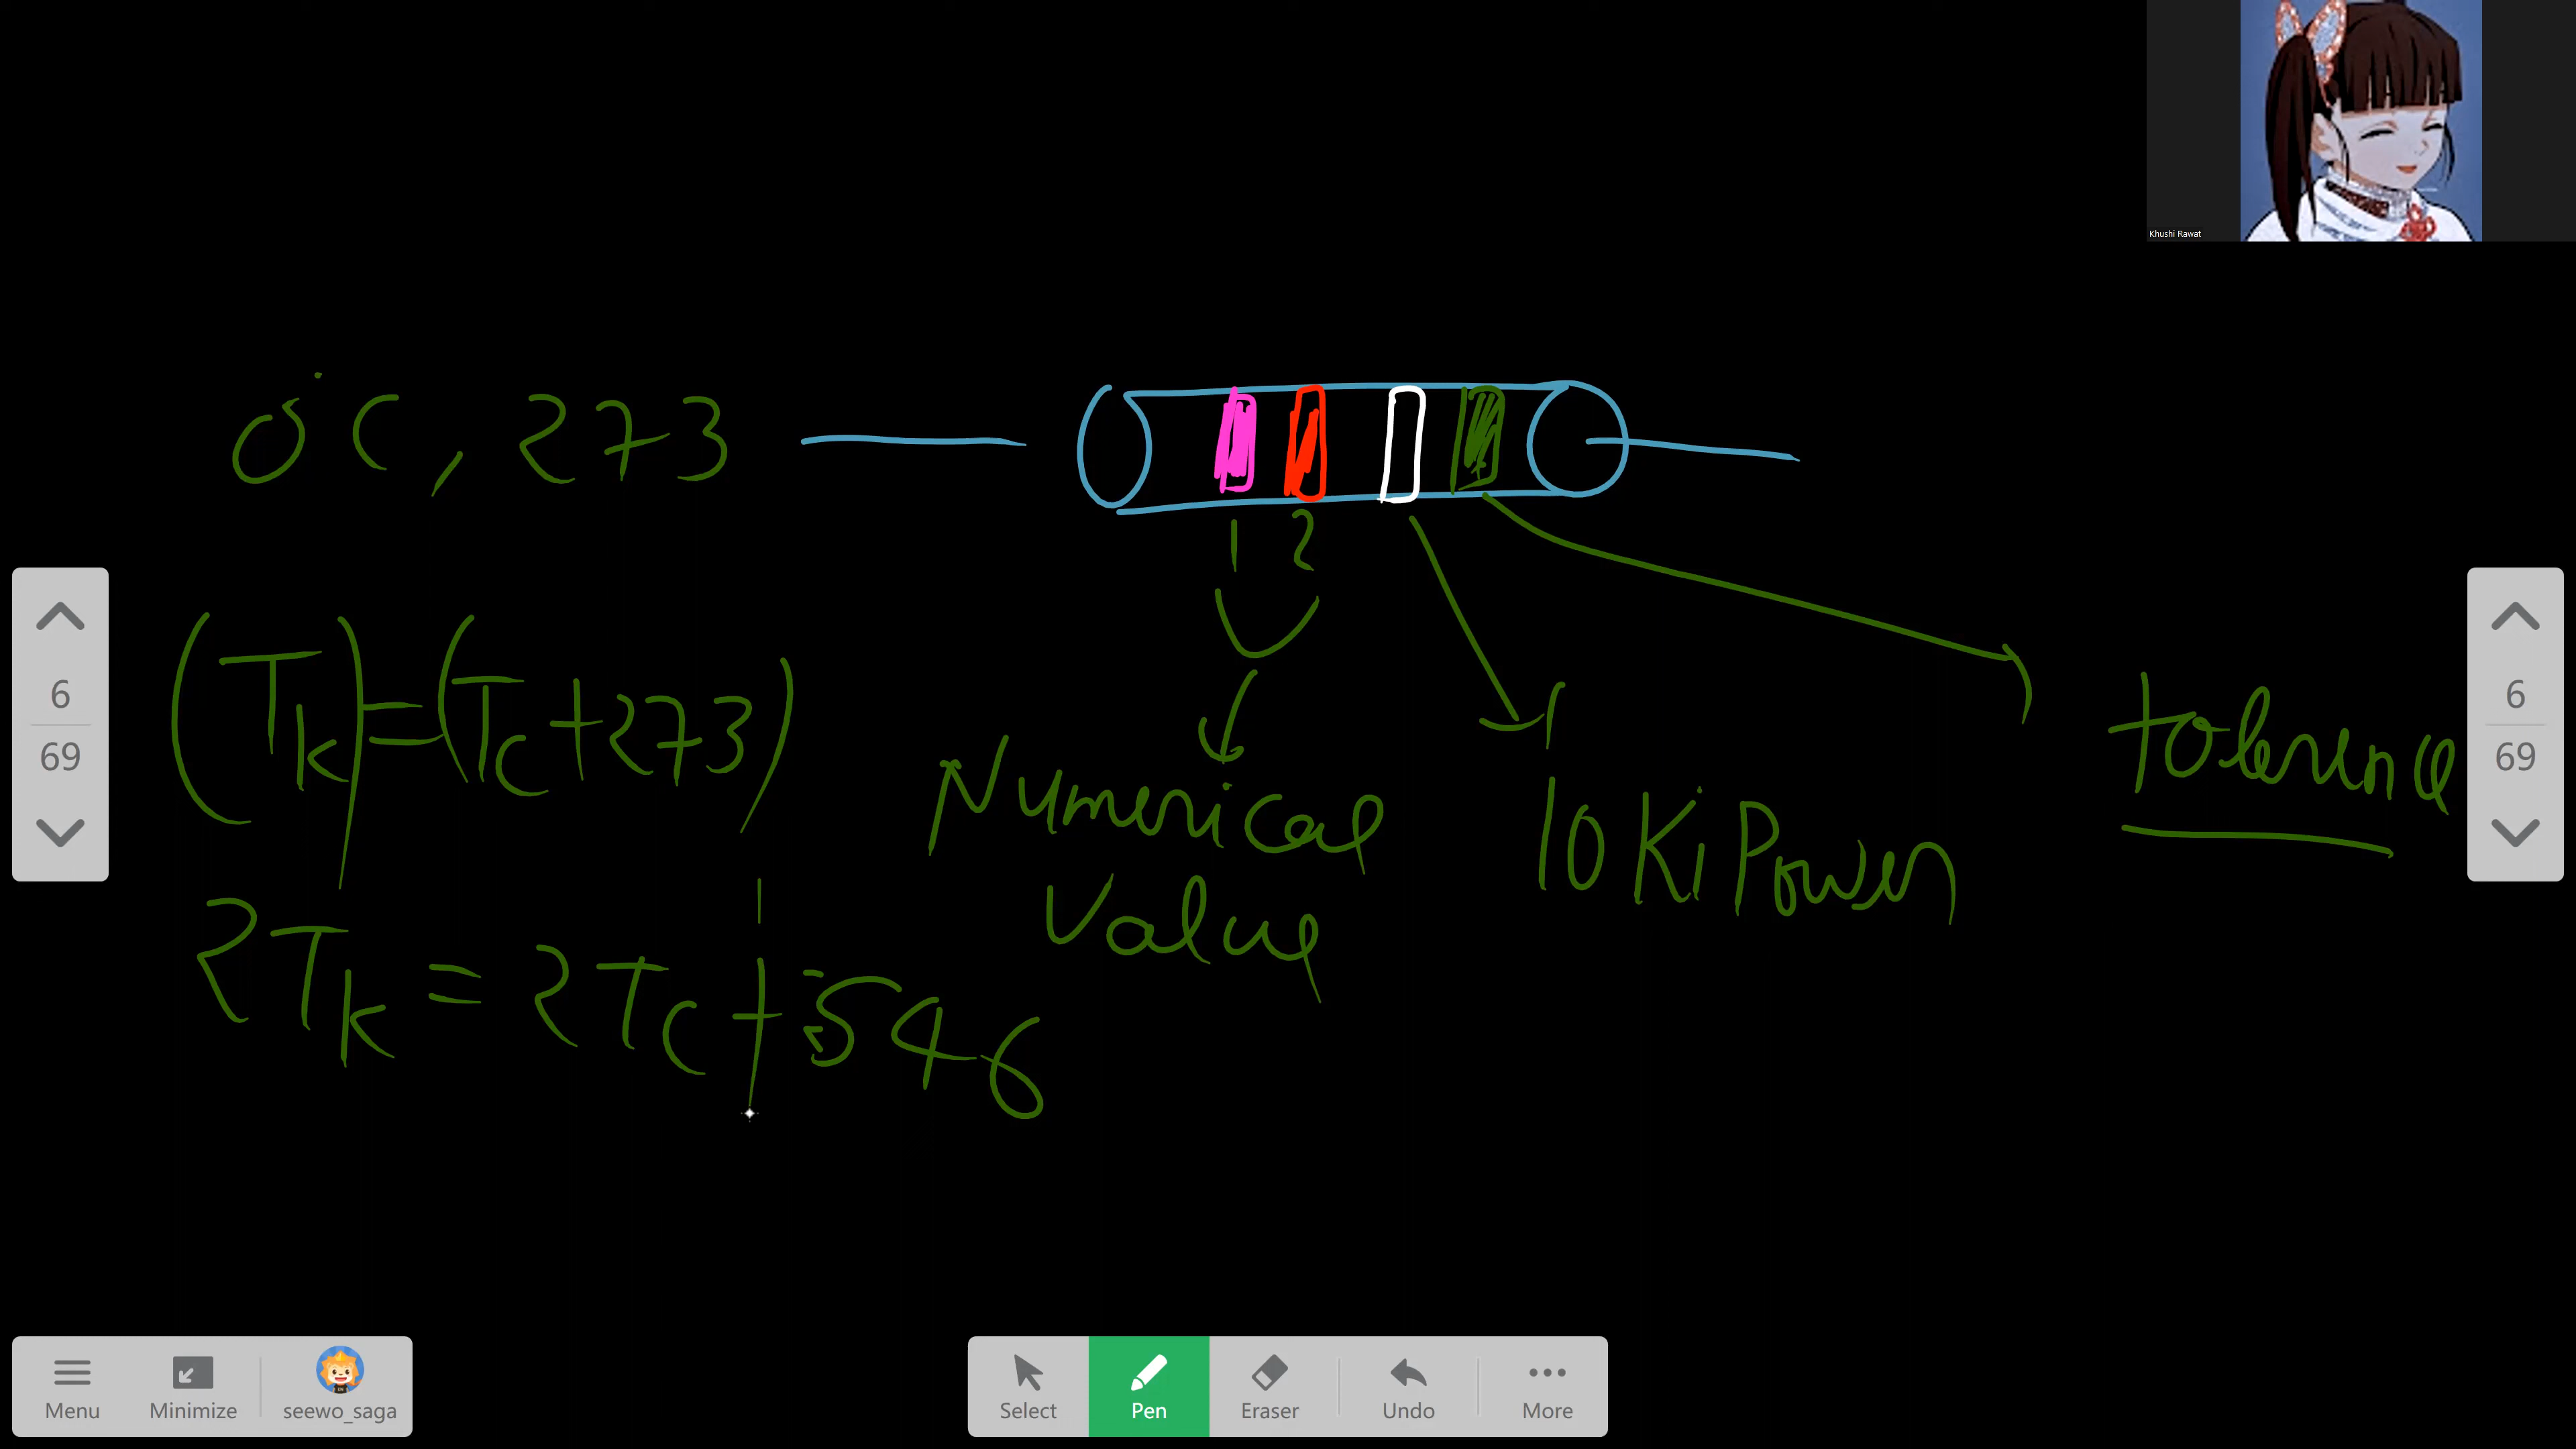 Khushi Rawat
0°C, 273
1 2
(TK) = (TC + 273)
Numerical
Value
10 Ki Power
tolerence
2TK = 2TC + 546
6
69
6
69
Menu
Minimize
seewo_saga
Select
Pen
Eraser
Undo
More